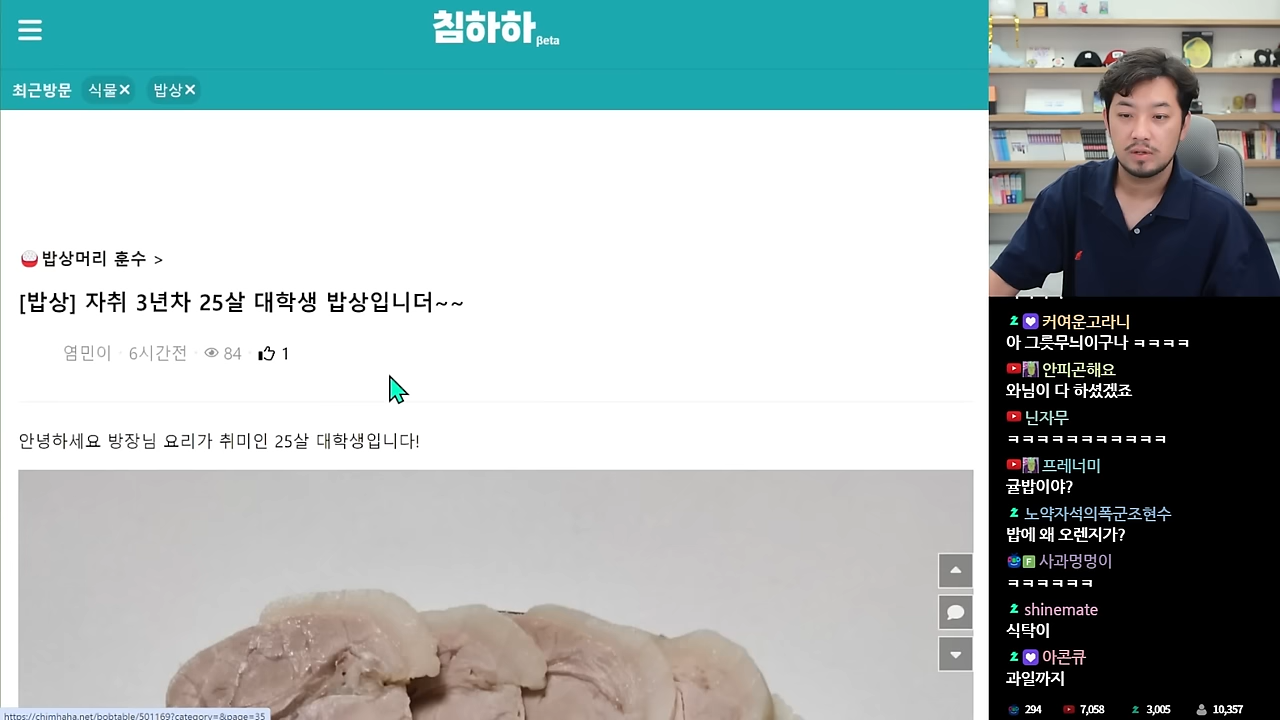 침하하 βeta
최근방문 식물✕ 밥상✕
밥상머리 훈수 >
[밥상] 자취 3년차 25살 대학생 밥상입니더~~
염민이 · 6시간전 · 84 · 1
안녕하세요 방장님 요리가 취미인 25살 대학생입니다!
https://chimhaha.net/bobtable/501169?category=&page=35
커여운고라니
아 그릇무늬이구나 ㅋㅋㅋㅋ
안피곤해요
와님이 다 하셨겠죠
닌자무
ㅋㅋㅋㅋㅋㅋㅋㅋㅋㅋㅋ
프레너미
귤밥이야?
노약자석의폭군조현수
밥에 왜 오렌지가?
사과멍멍이
ㅋㅋㅋㅋㅋㅋ
shinemate
식탁이
아콘큐
과일까지
294 7,058 3,005 10,357